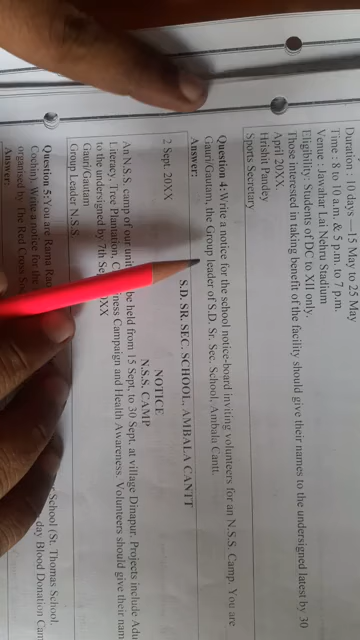 Duration : 10 days —15 May to 25 May
Time : 8 to 10 a.m. & 5 p.m. to 7 p.m.
Venue : Jawahar Lal Nehru Stadium
Eligibility: Students of DC to XII only.
Those interested in taking benefit of the facility should give their names to the undersigned latest by 30
April 20XX.
Hrishit Pandey
Sports Secretary
Question 4: Write a notice for the school notice-board inviting volunteers for an N.S.S. Camp. You are
Gauri/Gautam, the Group leader of S.D. Sr. Sec. School, Ambala Cantt.
Answer:
S.D. SR. SEC. SCHOOL, AMBALA CANTT
NOTICE
2 Sept. 20XX
N.S.S. CAMP
An N.S.S. camp of our unit be held from 15 Sept. to 30 Sept. at village Dinapur. Projects include Adu
Literacy, Tree Plantation, C ness Campaign and Health Awareness. Volunteers should give their nam
to the undersigned by 7th Sep 0XX
Gauri/Gautam
Group Leader N.S.S.
Question 5: You are Rama Rao School (St. Thomas School,
Cochin). Write a notice for the day Blood Donation Cam
organised by The Red Cross Soc
Answer: